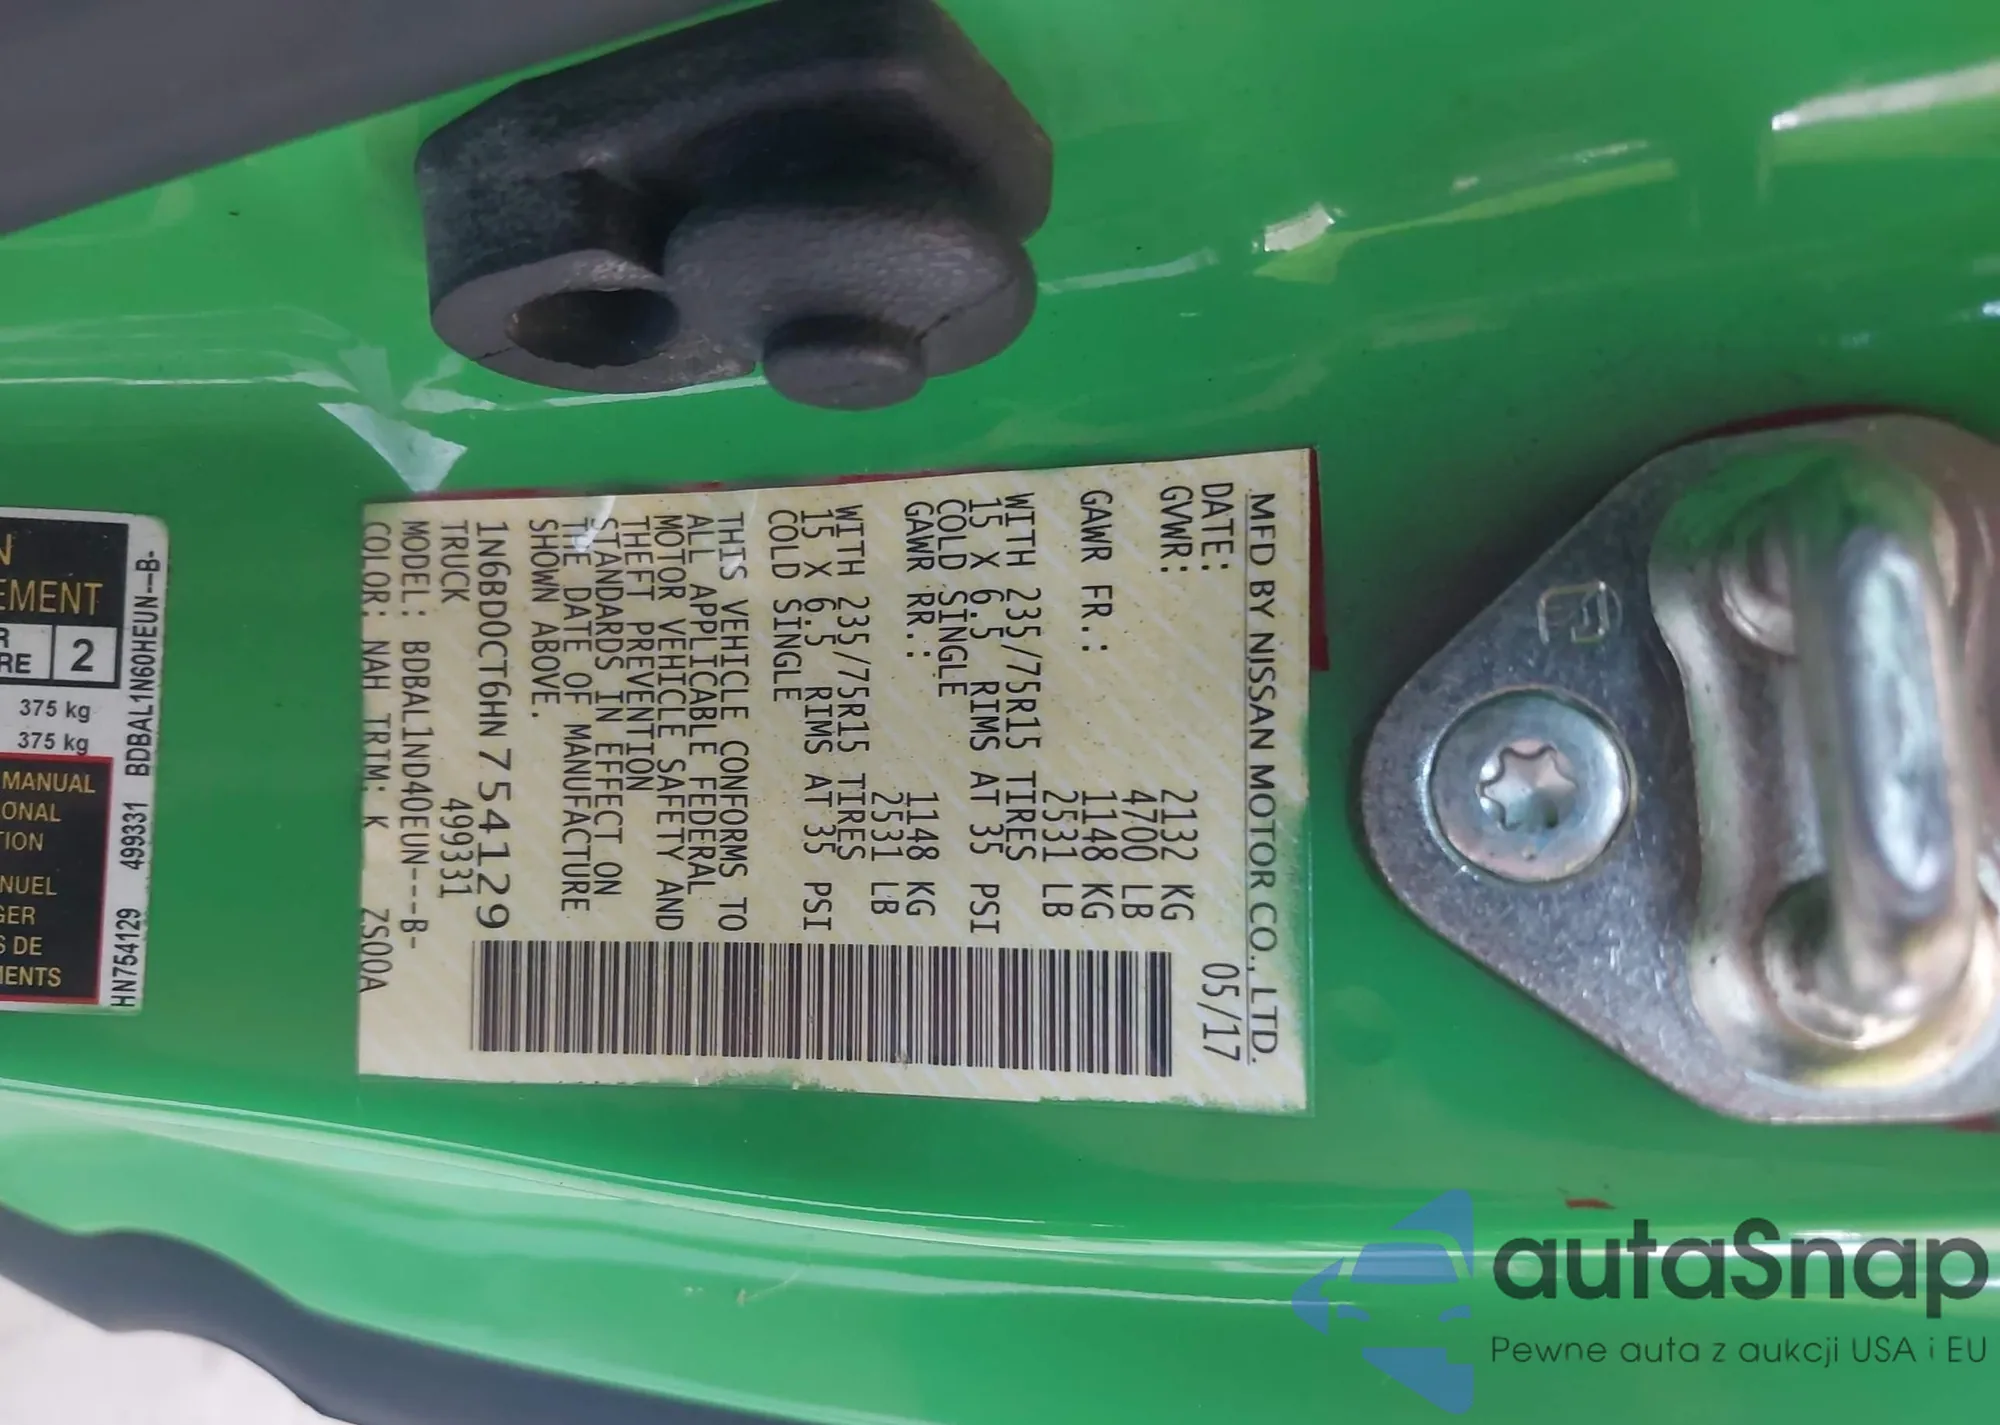 MFD BY NISSAN MOTOR CO., LTD.
DATE: 05/17
GVWR: 2132 KG
4700 LB
GAWR FR.: 1148 KG
2531 LB
WITH 235/75R15 TIRES
15 X 6.5 RIMS AT 35 PSI
COLD SINGLE
GAWR RR.: 1148 KG
2531 LB
WITH 235/75R15 TIRES
15 X 6.5 RIMS AT 35 PSI
COLD SINGLE
THIS VEHICLE CONFORMS TO
ALL APPLICABLE FEDERAL
MOTOR VEHICLE SAFETY AND
THEFT PREVENTION
STANDARDS IN EFFECT ON
THE DATE OF MANUFACTURE
SHOWN ABOVE.
1N6BD0CT6HN754129
TRUCK 499331
MODEL: BDBAL1ND40EUN---B-
COLOR: NAH TRIM: K ZS00A
BDBAL1N60HEUN--B- 499331 HN754129
N
EMENT
R
RE 2
375 kg
375 kg
MANUAL
ONAL
TION
NUEL
GER
S DE
MENTS
autaSnap
Pewne auta z aukcji USA i EU